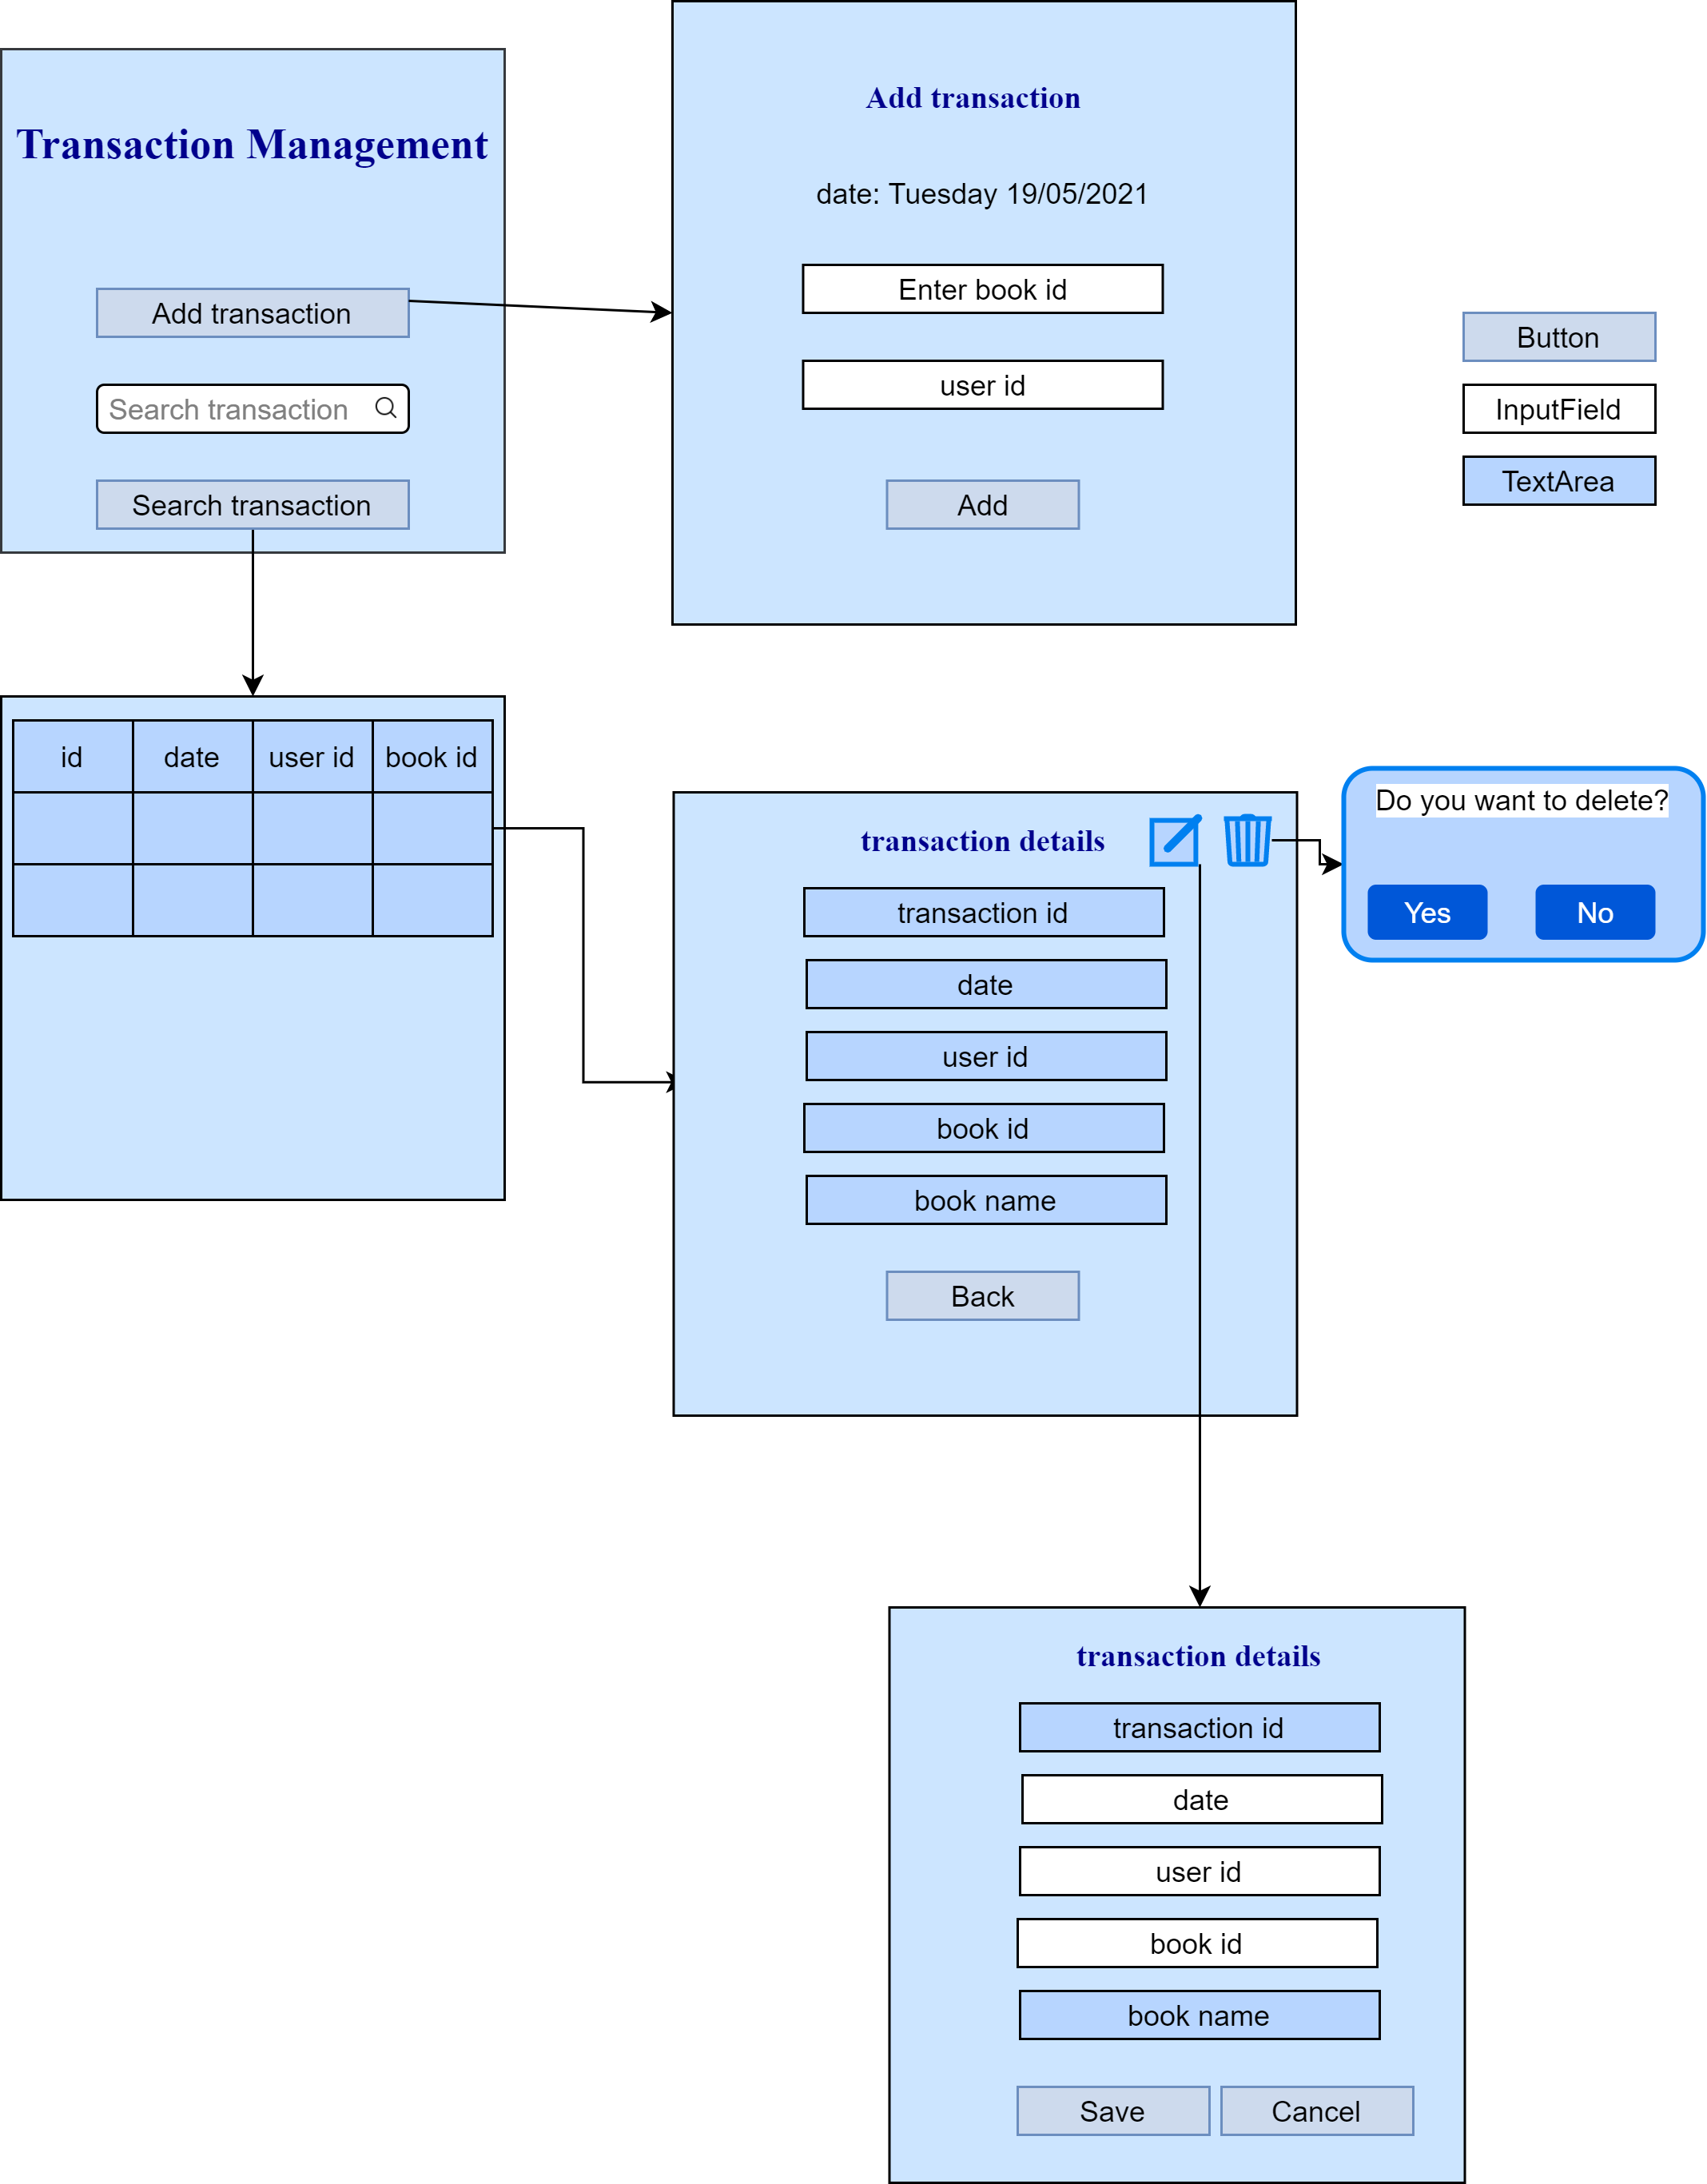 Transaction Management
Add transaction
Search transaction
Search transaction
Add transaction
date: Tuesday 19/05/2021
Enter book id
user id
Add
Button
InputField
TextArea
id date user id book id
transaction details
transaction id
date
user id
book id
book name
Back
Do you want to delete?
Yes No
transaction details
transaction id
date
user id
book id
book name
Save Cancel